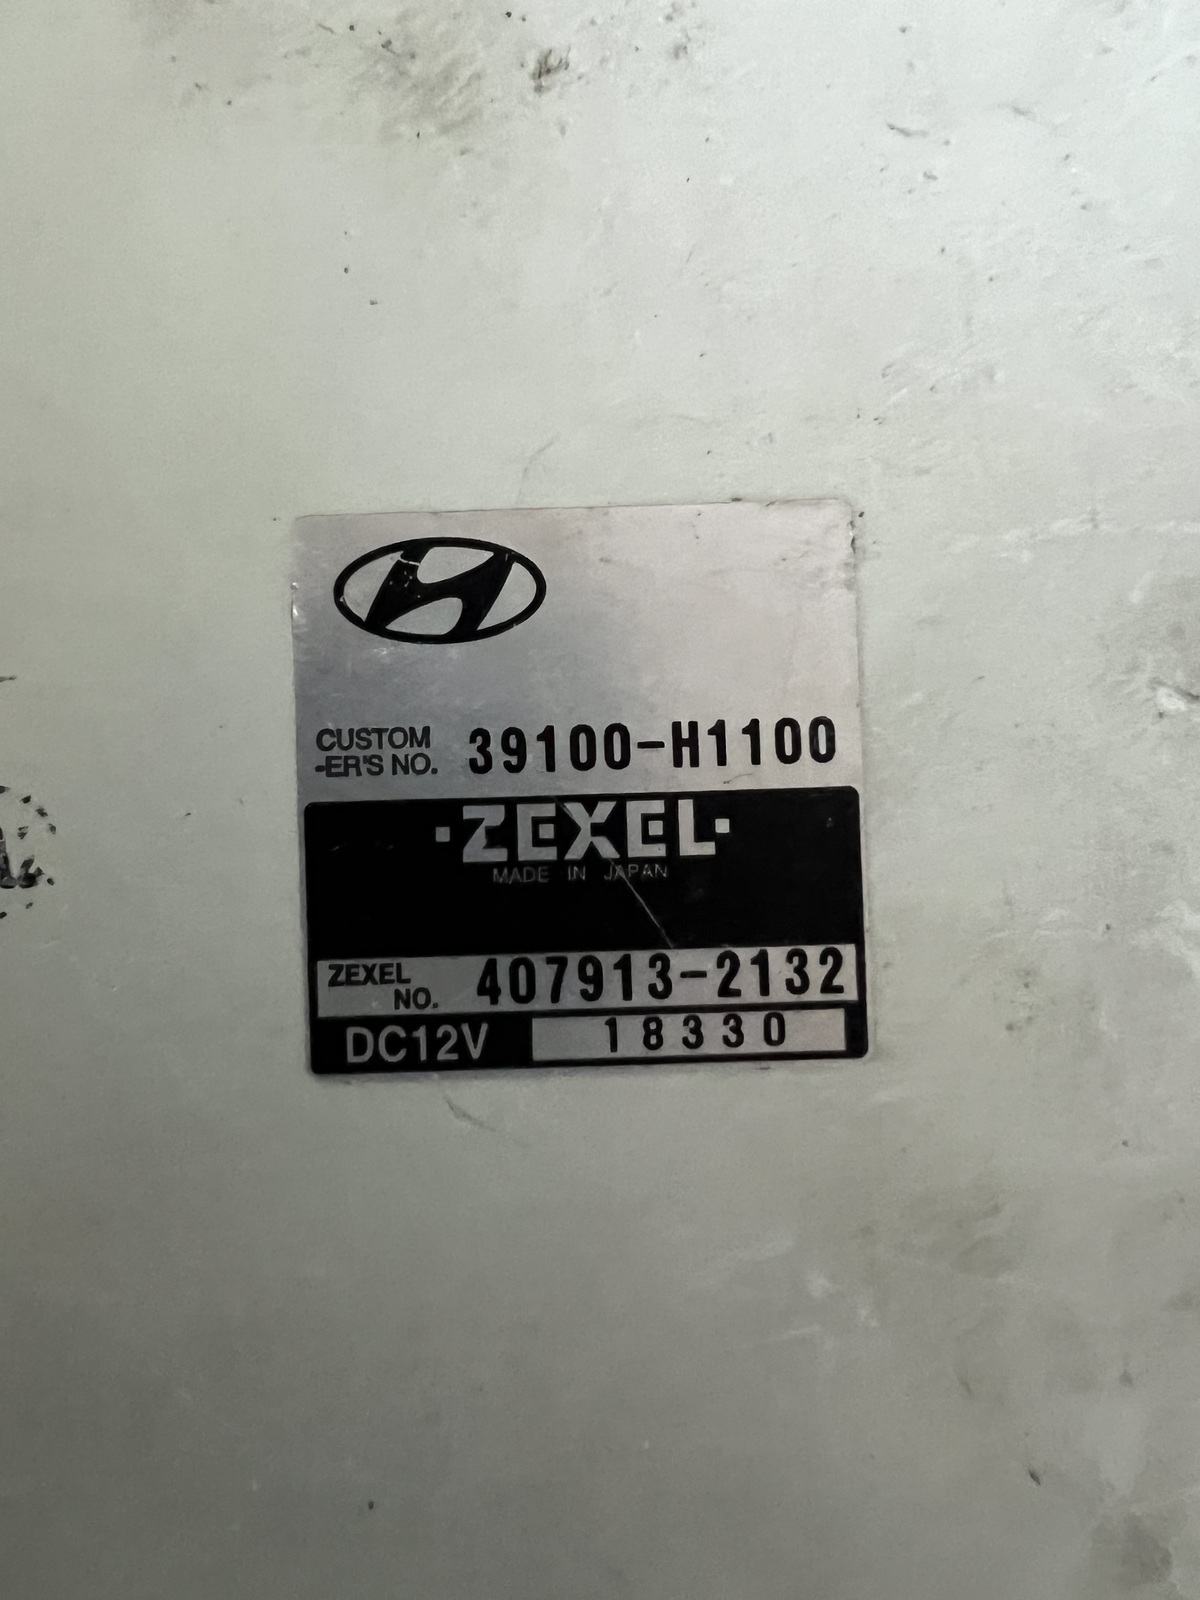 CUSTOM
-ER'S NO. 39100-H1100
·ZEXEL·
MADE IN JAPAN
ZEXEL
NO. 407913-2132
DC12V 18330